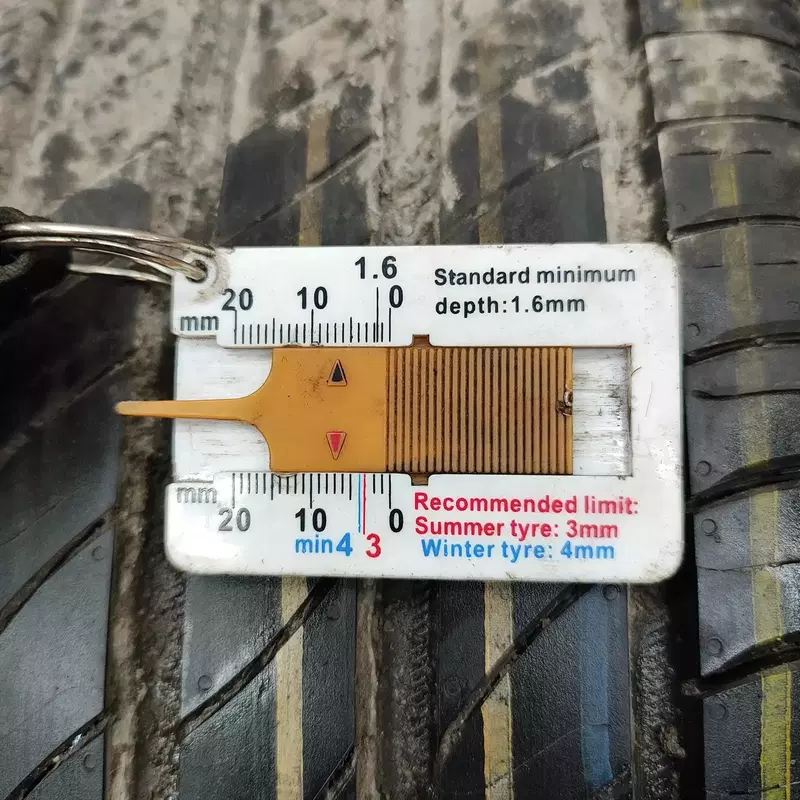 1.6
20 10 0
mm
Standard minimum
depth:1.6mm
mm
20 10 0
min4 3
Recommended limit:
Summer tyre: 3mm
Winter tyre: 4mm